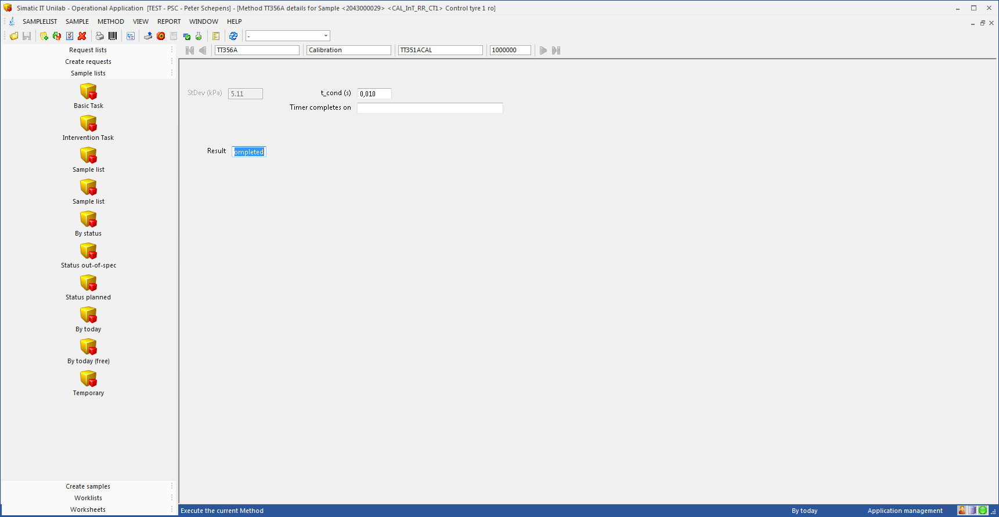 Simatic IT Unilab - Operational Application [TEST - PSC - Peter Schepens] - [Method TT356A details for Sample <2043000029> <CAL_InT_RR_CT1> Control tyre 1 ro]
SAMPLELIST SAMPLE METHOD VIEW REPORT WINDOW HELP
-
Request lists
Create requests
Sample lists
Basic Task
Intervention Task
Sample list
Sample list
By status
Status out-of-spec
Status planned
By today
By today (free)
Temporary
Create samples
Worklists
Worksheets
TT356A Calibration TT351ACAL 1000000
StDev (kPa) 5.11 t_cond (s) 0,010
Timer completes on
Result ompleted
Execute the current Method By today Application management